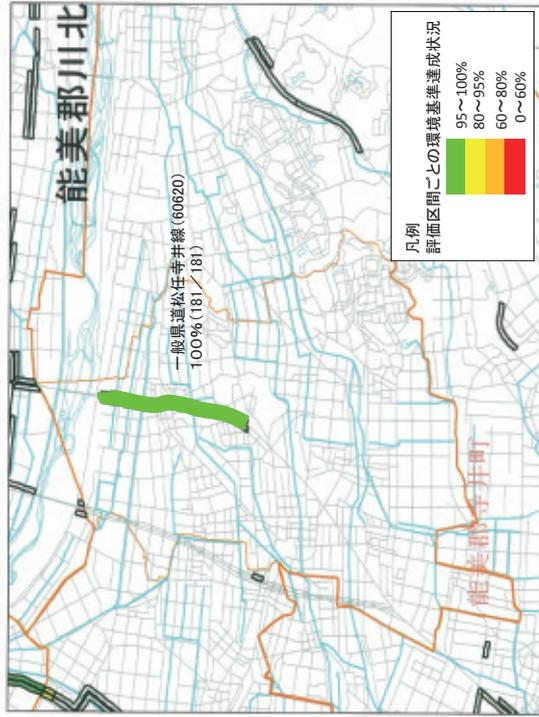 能美郡川北
一般県道松任寺井線(60620)
100%(181/181)
能美郡寺井町
凡例
評価区間ごとの環境基準達成状況
95～100%
80～95%
60～80%
0～60%